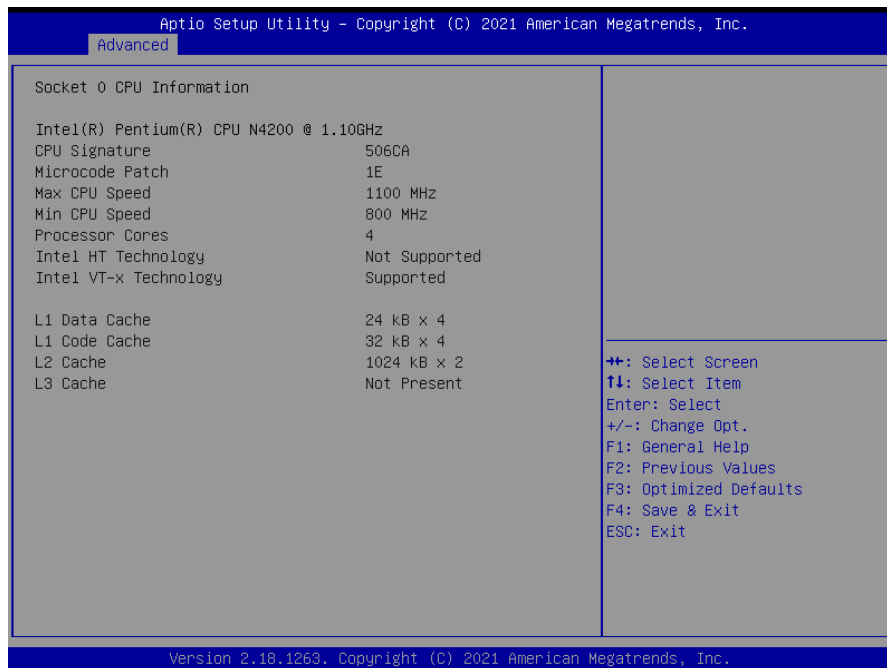 Aptio Setup Utility – Copyright (C) 2021 American Megatrends, Inc.
Advanced
Socket 0 CPU Information
Intel(R) Pentium(R) CPU N4200 @ 1.10GHz
CPU Signature 506CA
Microcode Patch 1E
Max CPU Speed 1100 MHz
Min CPU Speed 800 MHz
Processor Cores 4
Intel HT Technology Not Supported
Intel VT-x Technology Supported
L1 Data Cache 24 kB x 4
L1 Code Cache 32 kB x 4
L2 Cache 1024 kB x 2
L3 Cache Not Present
→←: Select Screen
↑↓: Select Item
Enter: Select
+/-: Change Opt.
F1: General Help
F2: Previous Values
F3: Optimized Defaults
F4: Save & Exit
ESC: Exit
Version 2.18.1263. Copyright (C) 2021 American Megatrends, Inc.